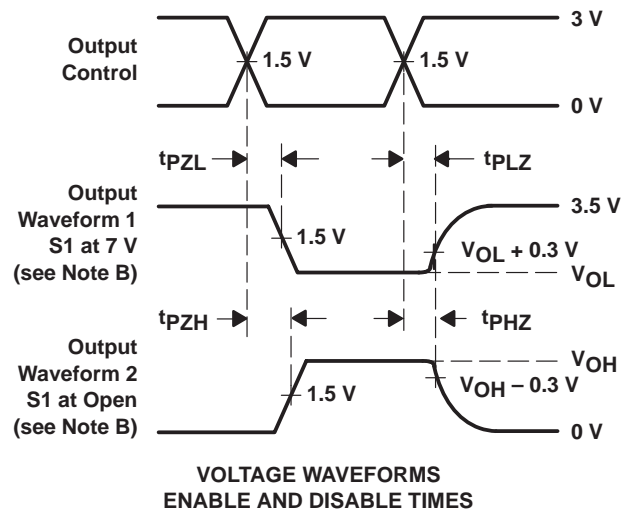 3 V
Output
Control
1.5 V
1.5 V
0 V
tPZL
tPLZ
Output
Waveform 1
S1 at 7 V
(see Note B)
3.5 V
1.5 V
VOL + 0.3 V
VOL
tPZH
tPHZ
Output
Waveform 2
S1 at Open
(see Note B)
VOH
1.5 V
VOH − 0.3 V
0 V
VOLTAGE WAVEFORMS
ENABLE AND DISABLE TIMES